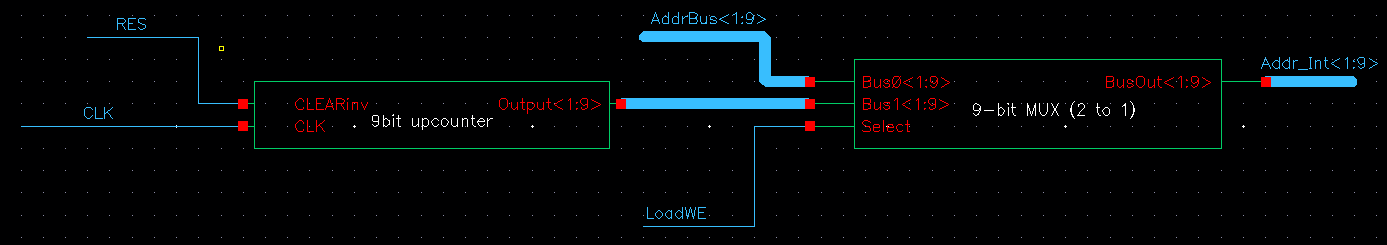 RES
AddrBus<1:9>
CLK
CLEARinv
Output<1:9>
CLK
9bit upcounter
Bus0<1:9>
BusOut<1:9>
Addr_Int<1:9>
Bus1<1:9>
9-bit MUX (2 to 1)
Select
LoadWE